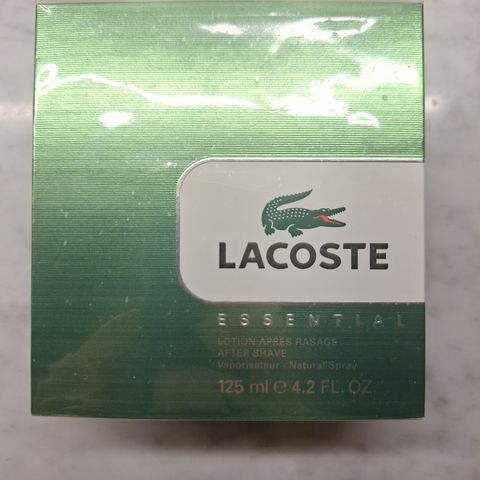 LACOSTE
ESSENTIAL
LOTION APRÈS RASAGE
AFTER SHAVE
Vaporisateur - Natural Spray
125 ml ℮ 4.2 FL. OZ.